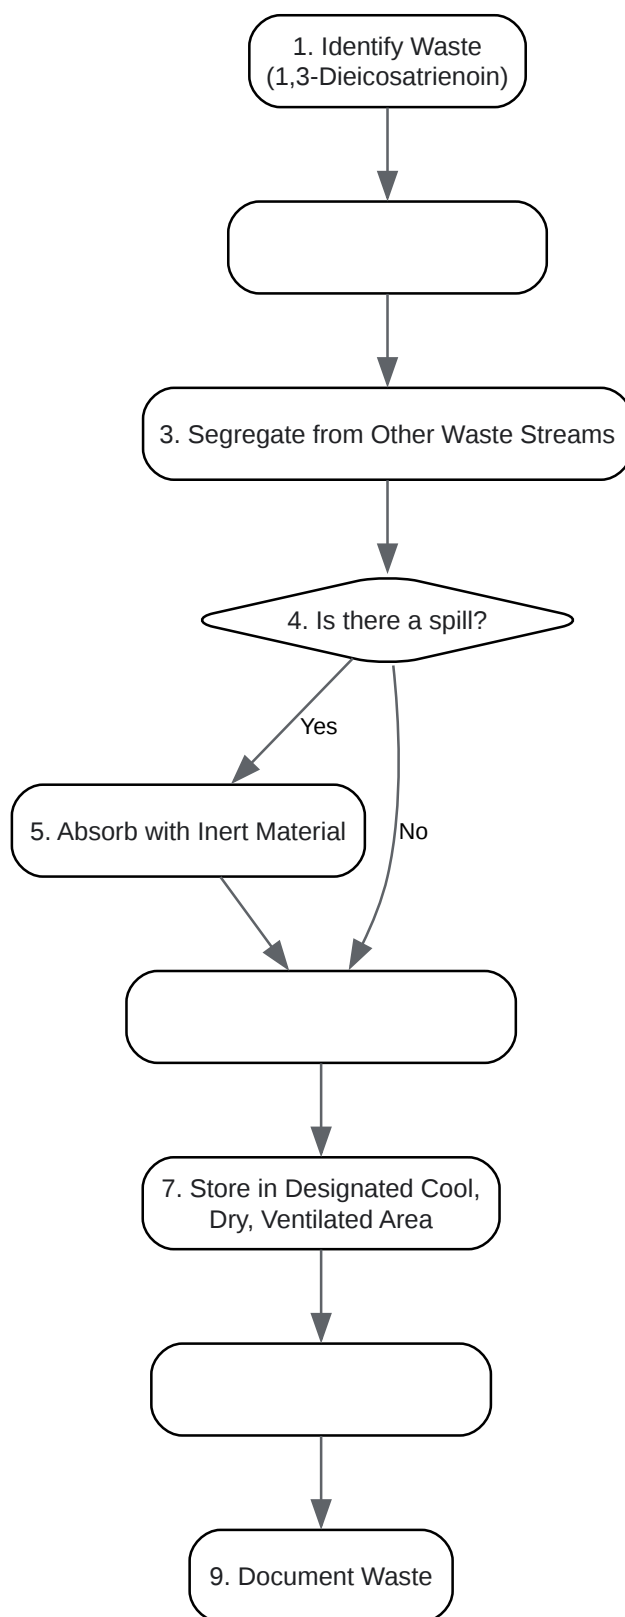 1. Identify Waste
(1,3-Dieicosatrienoin)
3. Segregate from Other Waste Streams
4. Is there a spill?
Yes
5. Absorb with Inert Material
No
7. Store in Designated Cool,
Dry, Ventilated Area
9. Document Waste